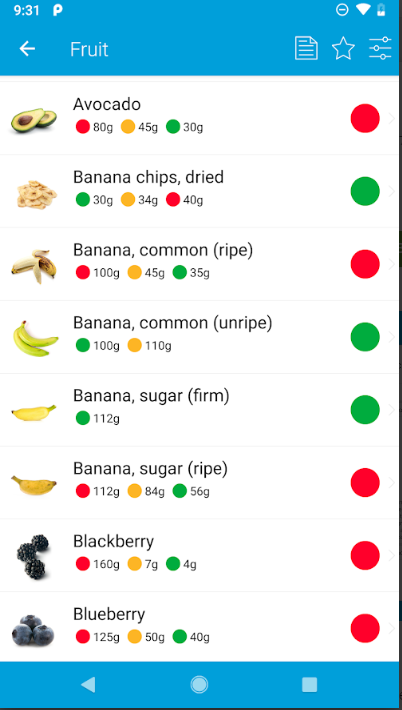 9:31
Fruit
Avocado
80g 45g 30g
Banana chips, dried
30g 34g 40g
Banana, common (ripe)
100g 45g 35g
Banana, common (unripe)
100g 110g
Banana, sugar (firm)
112g
Banana, sugar (ripe)
112g 84g 56g
Blackberry
160g 7g 4g
Blueberry
125g 50g 40g